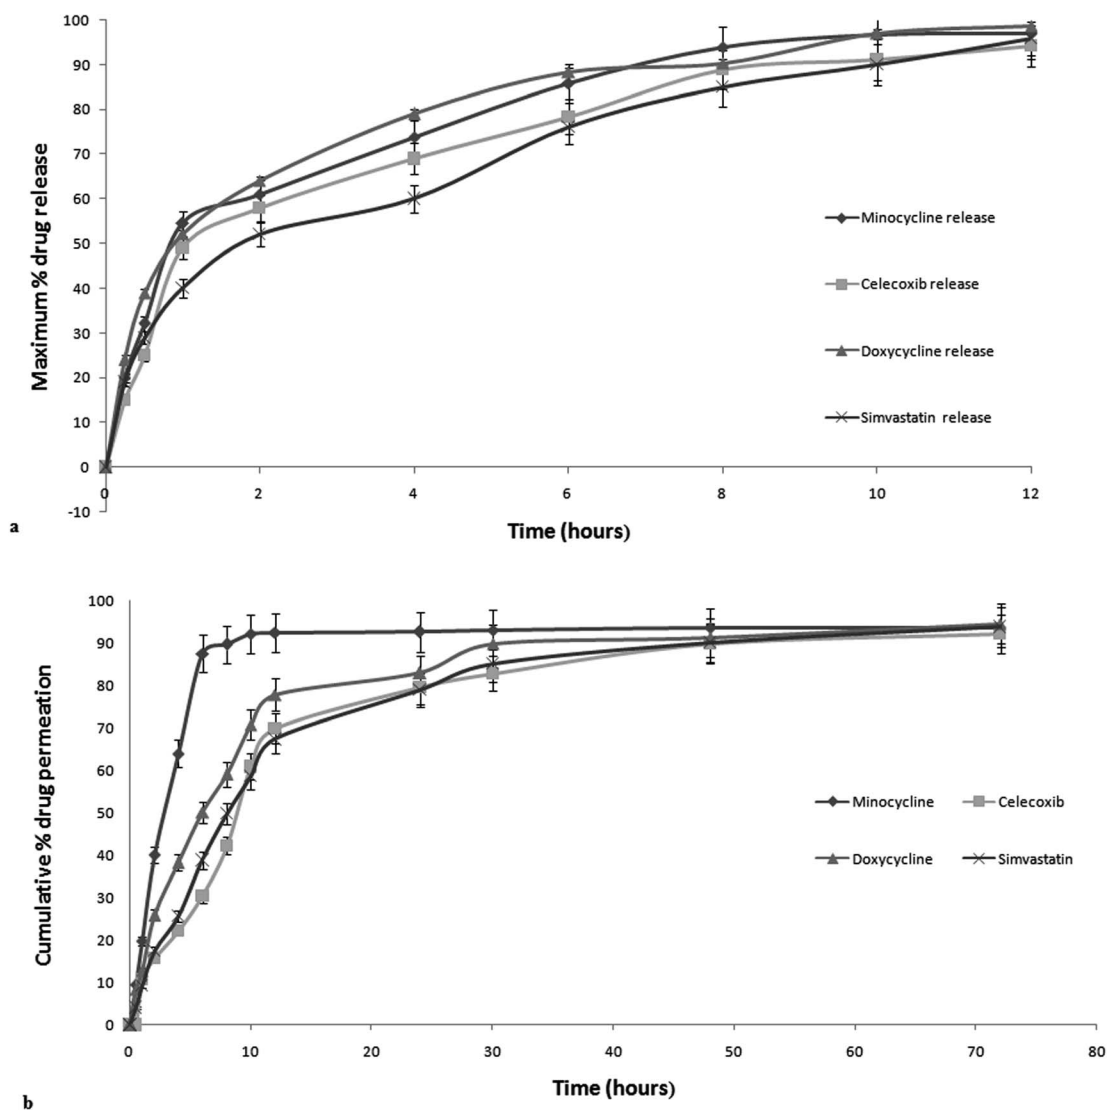 100
90
80
70
60
50
40
30
20
10
0
-10
Maximum % drug release
0 2 4 6 8 10 12
Time (hours)
Minocycline release
Celecoxib release
Doxycycline release
Simvastatin release
a
100
90
80
70
60
50
40
30
20
10
0
Cumulative % drug permeation
0 10 20 30 40 50 60 70 80
Time (hours)
Minocycline Celecoxib
Doxycycline Simvastatin
b